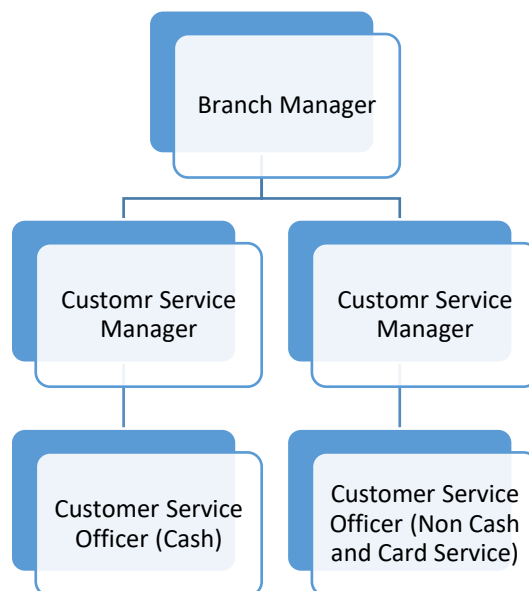 Branch Manager
Customr Service
Manager
Customr Service
Manager
Customer Service
Officer (Cash)
Customer Service
Officer (Non Cash
and Card Service)